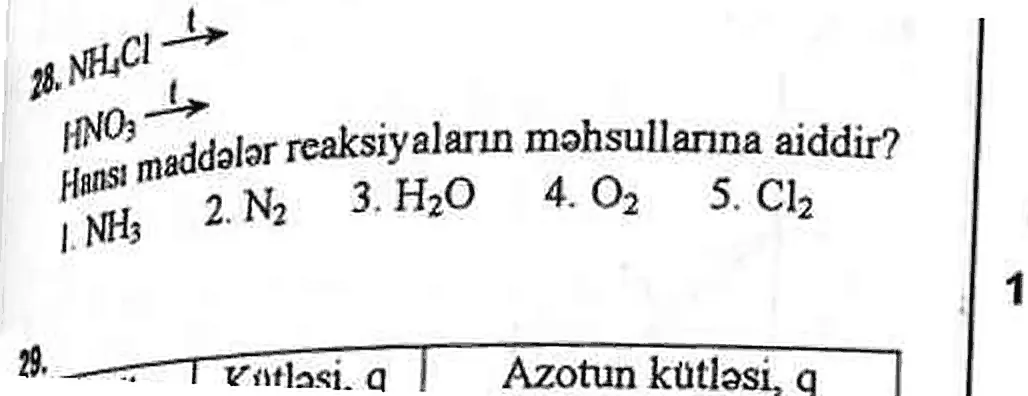 28. NH₄Cl →t
HNO₃ →t
Hansı maddələr reaksiyaların məhsullarına aiddir?
1. NH₃ 2. N₂ 3. H₂O 4. O₂ 5. Cl₂
1
29.
Kütləsi, q Azotun kütləsi, q